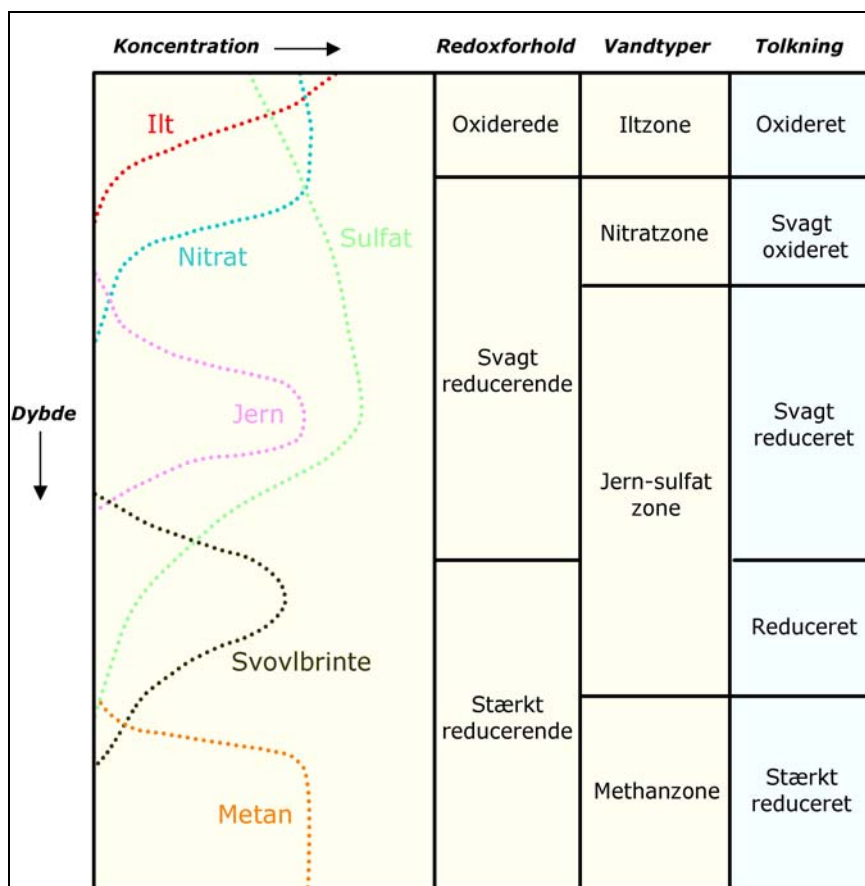 Koncentration
Redoxforhold
Vandtyper
Tolkning
Ilt
Nitrat
Sulfat
Jern
Svovlbrinte
Metan
Dybde
Oxiderede
Svagt
reducerende
Stærkt
reducerende
Iltzone
Nitratzone
Jern-sulfat
zone
Methanzone
Oxideret
Svagt
oxideret
Svagt
reduceret
Reduceret
Stærkt
reduceret